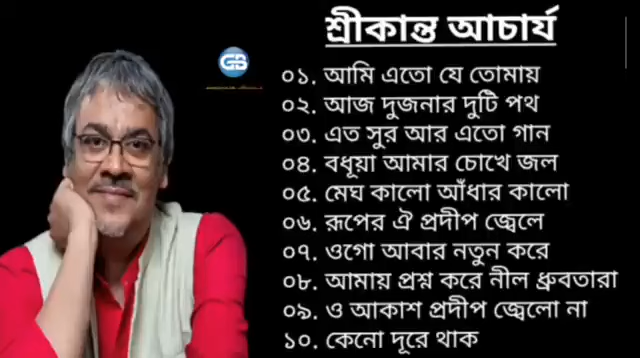 শ্রীকান্ত আচার্য
GB
০১. আমি এতো যে তোমায়
০২. আজ দুজনার দুটি পথ
০৩. এত সুর আর এতো গান
০৪. বধূয়া আমার চোখে জল
০৫. মেঘ কালো আঁধার কালো
০৬. রূপের ঐ প্রদীপ জ্বেলে
০৭. ওগো আবার নতুন করে
০৮. আমায় প্রশ্ন করে নীল ধ্রুবতারা
০৯. ও আকাশ প্রদীপ জ্বেলো না
১০. কেনো দূরে থাক